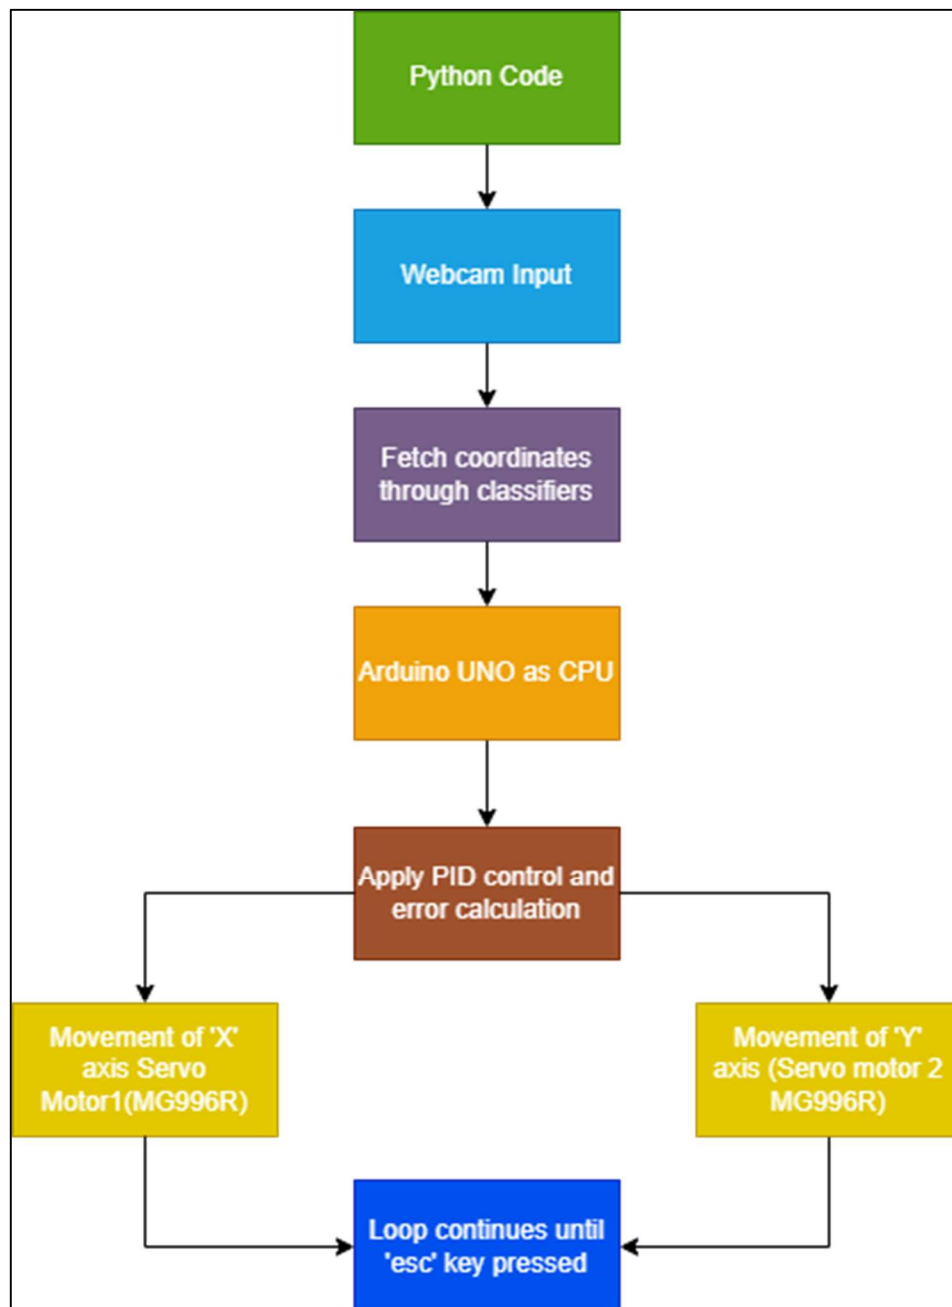 Python Code
Webcam Input
Fetch coordinates
through classifiers
Arduino UNO as CPU
Apply PID control and
error calculation
Movement of 'X'
axis Servo
Motor1(MG996R)
Movement of 'Y'
axis (Servo motor 2
MG996R)
Loop continues until
'esc' key pressed